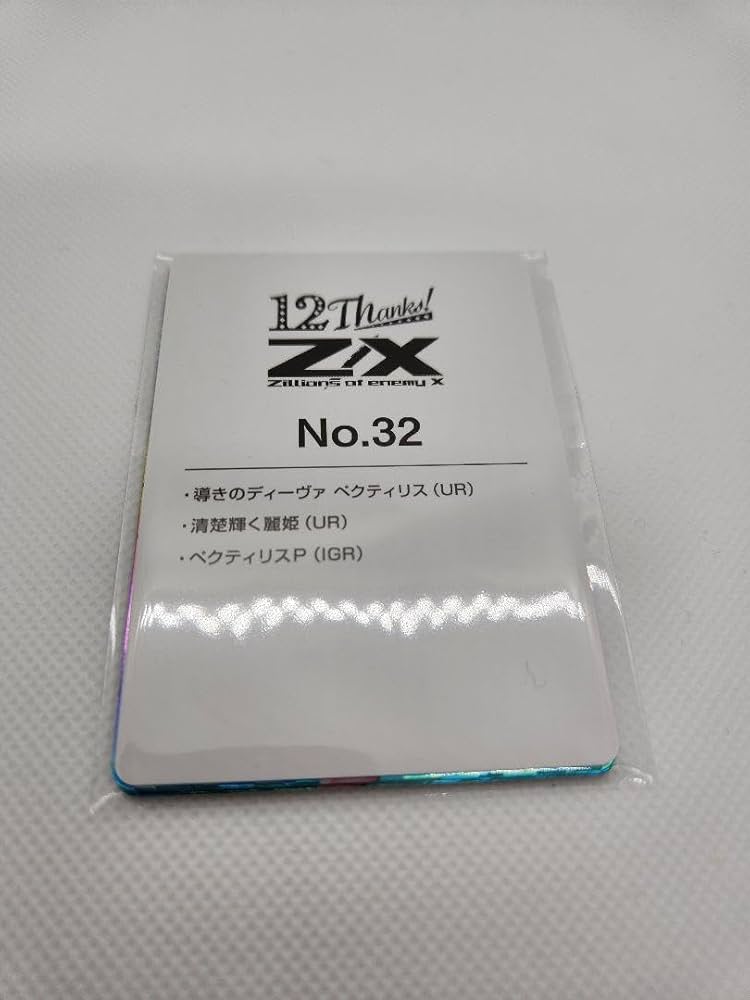 12 Thanks!
Z/X
Zillions of enemy X
No.32
・導きのディーヴァ ベクティリス(UR)
・清楚輝く麗姫(UR)
・ベクティリスP(IGR)